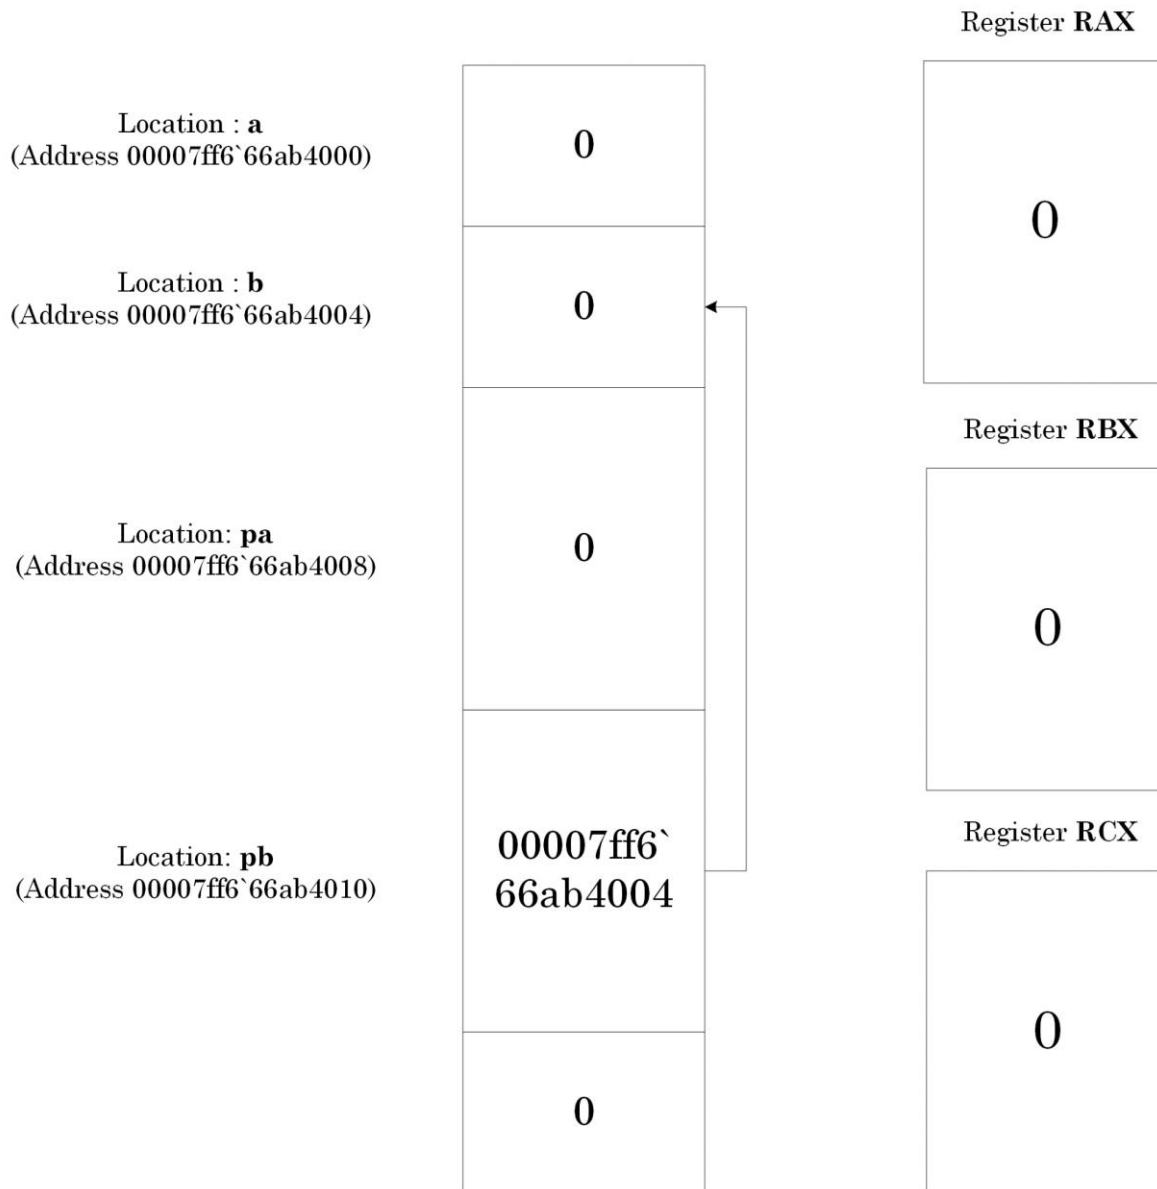 Register RAX
Location : a
(Address 00007ff6`66ab4000)
0
0
Location : b
(Address 00007ff6`66ab4004)
0
Register RBX
Location: pa
(Address 00007ff6`66ab4008)
0
0
Location: pb
(Address 00007ff6`66ab4010)
00007ff6`
66ab4004
Register RCX
0
0